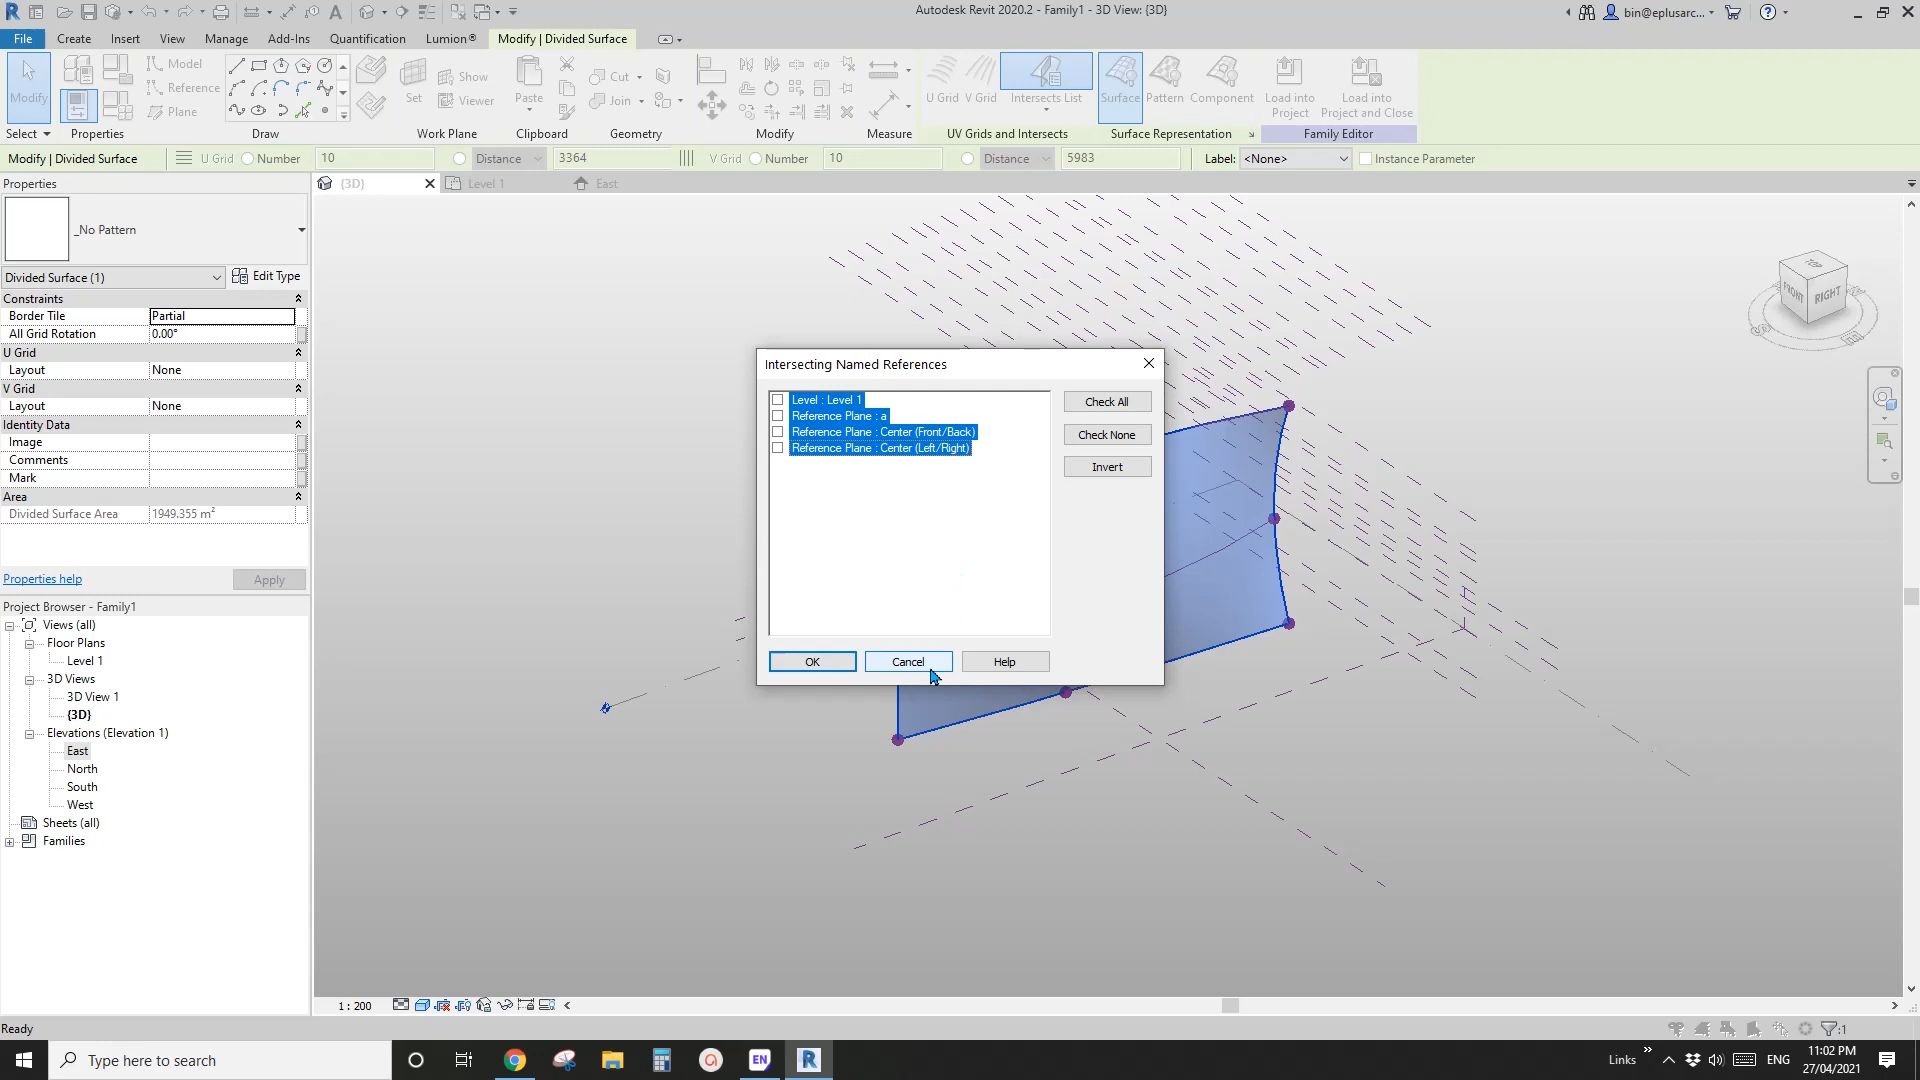 Autodesk Revit 2020.2 - Family1 - 3D View: {3D}
bin@eplusarc...
File Create Insert View Manage Add-Ins Quantification Lumion® Modify | Divided Surface
Modify
Model
Reference
Plane
Set
Show
Viewer
Paste
Cut
Join
U Grid V Grid Intersects List
Surface Pattern Component
Load into Project
Load into Project and Close
Select Properties Draw Work Plane Clipboard Geometry Modify Measure UV Grids and Intersects Surface Representation Family Editor
Modify | Divided Surface U Grid Number 10 Distance 3364 V Grid Number 10 Distance 5983 Label: <None> Instance Parameter
Properties
{3D} Level 1 East
_No Pattern
Divided Surface (1) Edit Type
Constraints
Border Tile Partial
All Grid Rotation 0.00°
U Grid
Layout None
V Grid
Layout None
Identity Data
Image
Comments
Mark
Area
Divided Surface Area 1949.355 m²
Properties help Apply
Project Browser - Family1
Views (all)
Floor Plans
Level 1
3D Views
3D View 1
{3D}
Elevations (Elevation 1)
East
North
South
West
Sheets (all)
Families
Intersecting Named References
Level : Level 1
Reference Plane : a
Reference Plane : Center (Front/Back)
Reference Plane : Center (Left/Right)
Check All
Check None
Invert
OK Cancel Help
TOP
FRONT RIGHT
1 : 200
Ready
:1
Type here to search
EN
Links
ENG
11:02 PM
27/04/2021